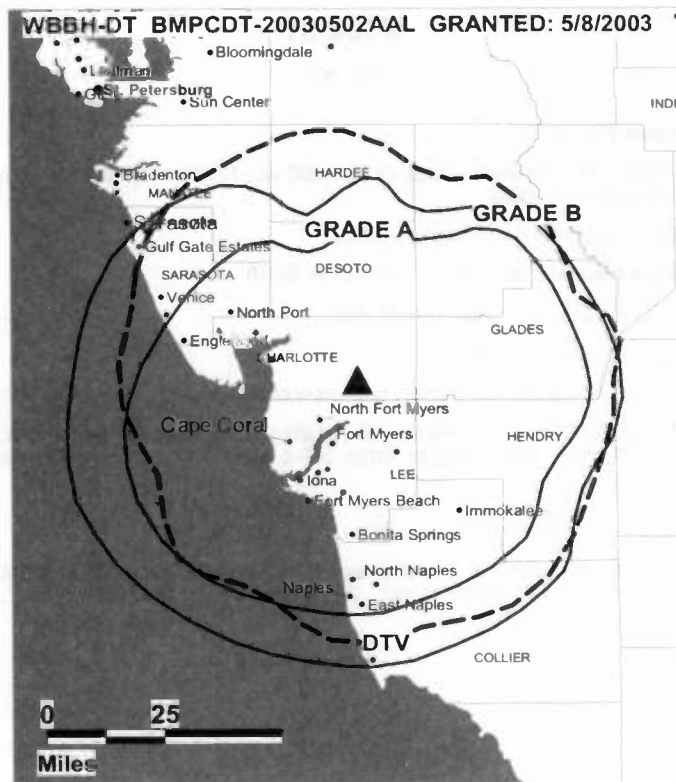 WBBH-DT BMPCDT-20030502AAL GRANTED: 5/8/2003
Bloomingdale
St. Petersburg
Sun Center
Bradenton
HARDEE
MANATEE
GRADE B
GRADE A
Sarasota
Gulf Gate Estates
DESOTO
SARASOTA
Venice
North Port
GLADES
Englewood
CHARLOTTE
North Fort Myers
Cape Coral
Fort Myers
HENDRY
LEE
Iona
Fort Myers Beach
Immokalee
Bonita Springs
North Naples
Naples
East Naples
DTV
COLLIER
0 25
Miles